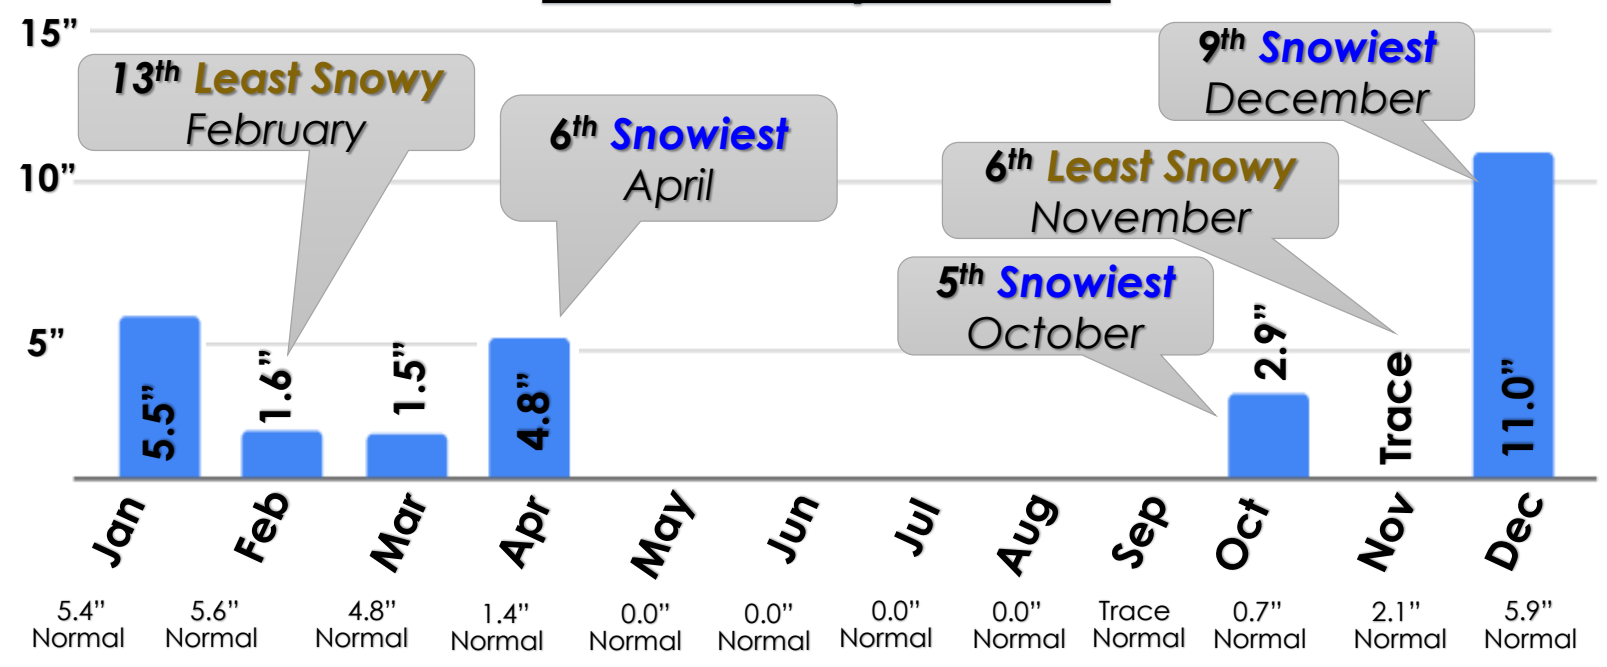 15”
13th Least Snowy
February
6th Snowiest
April
9th Snowiest
December
6th Least Snowy
November
5th Snowiest
October
10”
5”
5.5”
1.6”
1.5”
4.8”
2.9”
Trace
11.0”
Jan
Feb
Mar
Apr
May
Jun
Jul
Aug
Sep
Oct
Nov
Dec
5.4”
Normal
5.6”
Normal
4.8”
Normal
1.4”
Normal
0.0”
Normal
0.0”
Normal
0.0”
Normal
0.0”
Normal
Trace
Normal
0.7”
Normal
2.1”
Normal
5.9”
Normal